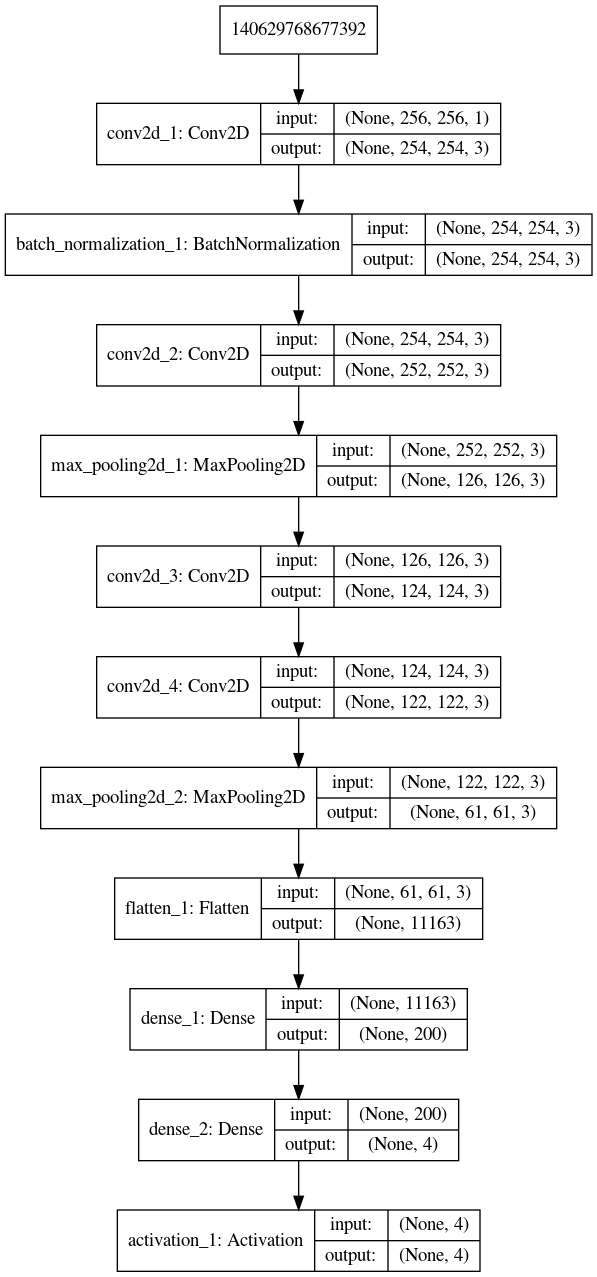 140629768677392
conv2d_1: Conv2D
input: (None, 256, 256, 1)
output: (None, 254, 254, 3)
batch_normalization_1: BatchNormalization
input: (None, 254, 254, 3)
output: (None, 254, 254, 3)
conv2d_2: Conv2D
input: (None, 254, 254, 3)
output: (None, 252, 252, 3)
max_pooling2d_1: MaxPooling2D
input: (None, 252, 252, 3)
output: (None, 126, 126, 3)
conv2d_3: Conv2D
input: (None, 126, 126, 3)
output: (None, 124, 124, 3)
conv2d_4: Conv2D
input: (None, 124, 124, 3)
output: (None, 122, 122, 3)
max_pooling2d_2: MaxPooling2D
input: (None, 122, 122, 3)
output: (None, 61, 61, 3)
flatten_1: Flatten
input: (None, 61, 61, 3)
output: (None, 11163)
dense_1: Dense
input: (None, 11163)
output: (None, 200)
dense_2: Dense
input: (None, 200)
output: (None, 4)
activation_1: Activation
input: (None, 4)
output: (None, 4)